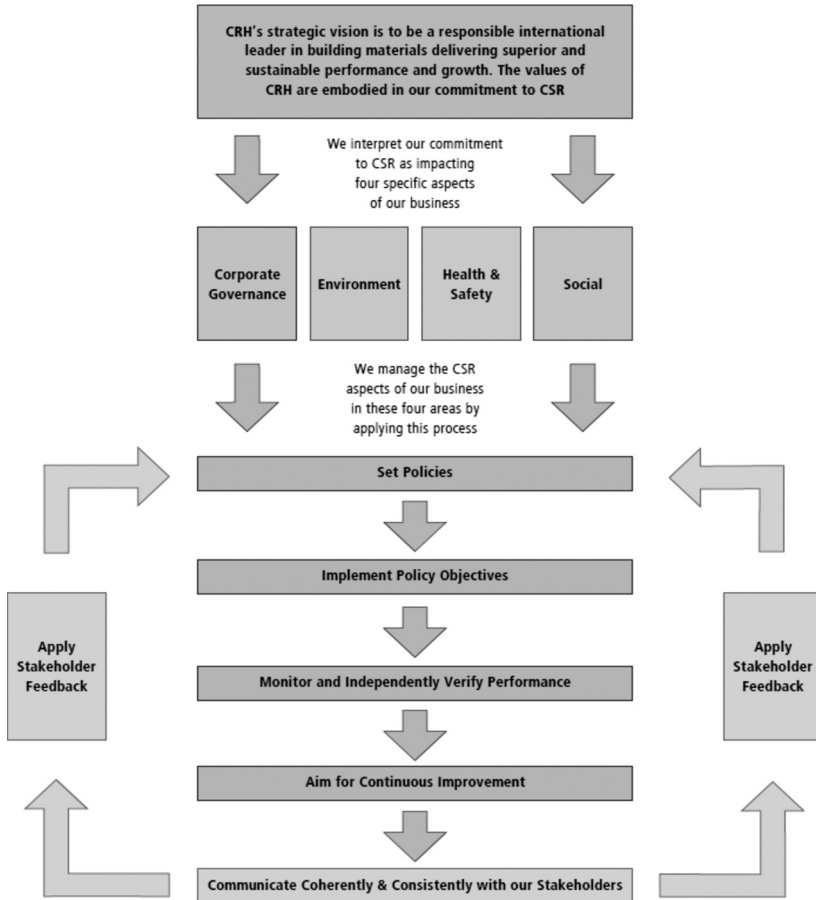 CRH's strategic vision is to be a responsible international
leader in building materials delivering superior and
sustainable performance and growth. The values of
CRH are embodied in our commitment to CSR
We interpret our commitment
to CSR as impacting
four specific aspects
of our business
Corporate
Governance
Environment
Health &
Safety
Social
We manage the CSR
aspects of our business
in these four areas by
applying this process
Set Policies
Implement Policy Objectives
Apply
Stakeholder
Feedback
Monitor and Independently Verify Performance
Apply
Stakeholder
Feedback
Aim for Continuous Improvement
Communicate Coherently & Consistently with our Stakeholders